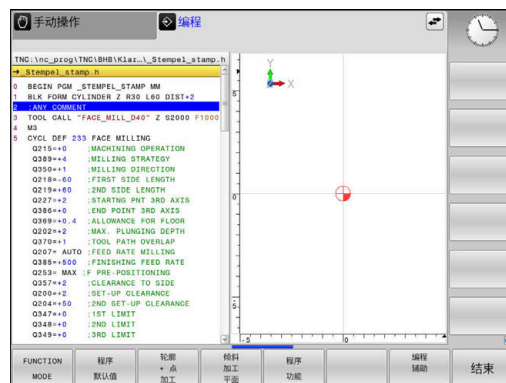 手动操作
编程
TNC:\nc_prog\TNC\BHB\Klar…\_Stempel_stamp.h
→_Stempel_stamp.h
0 BEGIN PGM _STEMPEL_STAMP MM
1 BLK FORM CYLINDER Z R30 L60 DIST+2
2 ;ANY COMMENT
3 TOOL CALL "FACE_MILL_D40" Z S2000 F1000
4 M3
5 CYCL DEF 233 FACE MILLING
Q215=+0 ;MACHINING OPERATION
Q389=+4 ;MILLING STRATEGY
Q350=+1 ;MILLING DIRECTION
Q218=-60 ;FIRST SIDE LENGTH
Q219=+60 ;2ND SIDE LENGTH
Q227=+2 ;STARTNG PNT 3RD AXIS
Q386=+0 ;END POINT 3RD AXIS
Q369=+0.4 ;ALLOWANCE FOR FLOOR
Q202=+2 ;MAX. PLUNGING DEPTH
Q370=+1 ;TOOL PATH OVERLAP
Q207= AUTO ;FEED RATE MILLING
Q385=+500 ;FINISHING FEED RATE
Q253= MAX ;F PRE-POSITIONING
Q357=+2 ;CLEARANCE TO SIDE
Q200=+2 ;SET-UP CLEARANCE
Q204=+50 ;2ND SET-UP CLEARANCE
Q347=+0 ;1ST LIMIT
Q348=+0 ;2ND LIMIT
Q349=+0 ;3RD LIMIT
Y
X
5
0
-5
-5
0
FUNCTION
MODE
程序
默认值
轮廓
+ 点
加工
倾斜
加工
平面
程序
功能
编程
辅助
结束